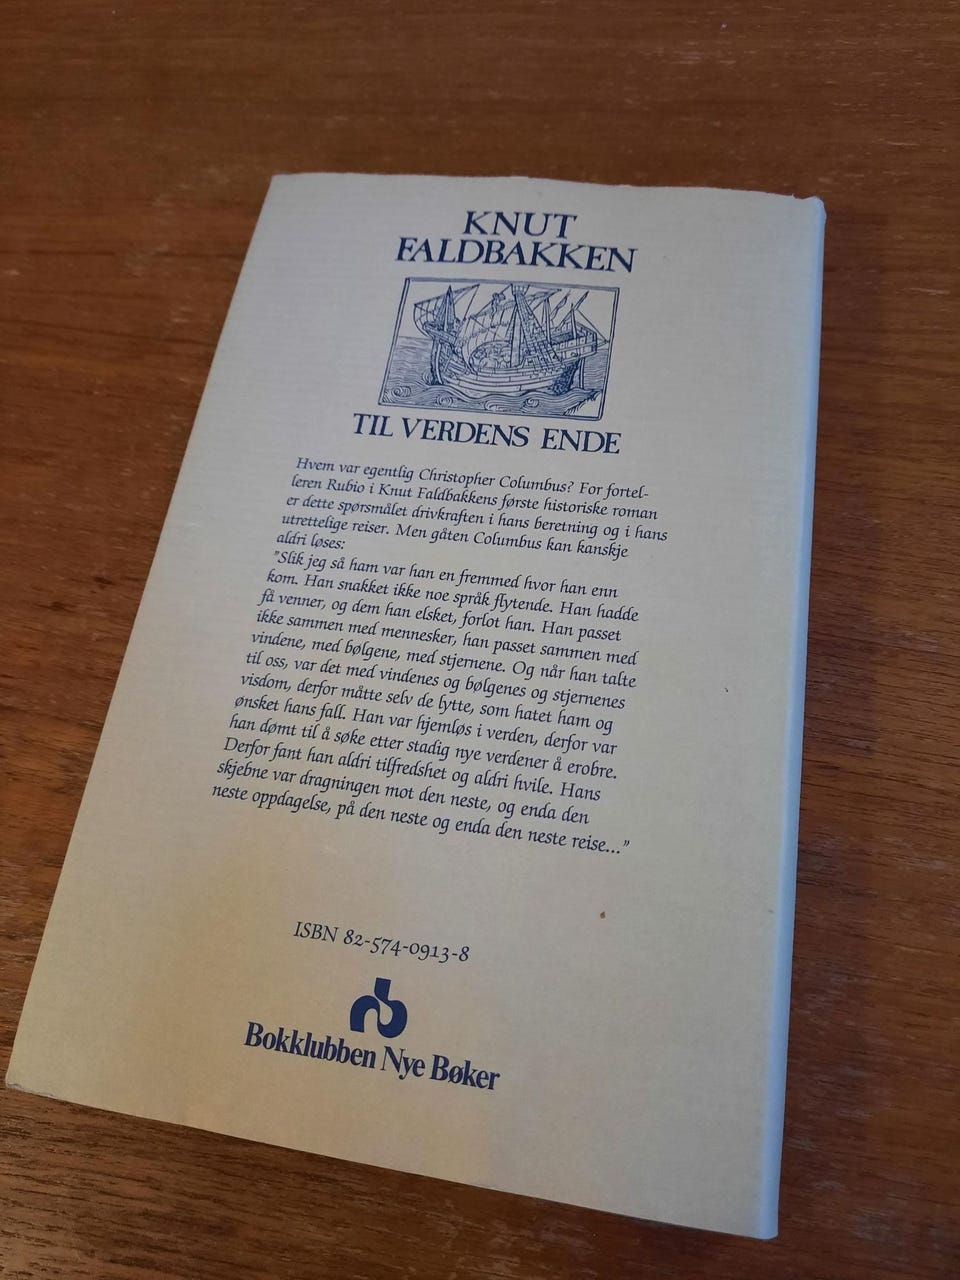 KNUT
FALDBAKKEN
TIL VERDENS ENDE
Hvem var egentlig Christopher Columbus? For fortel-
leren Rubio i Knut Faldbakkens første historiske roman
er dette spørsmålet drivkraften i hans beretning og i hans
utrettelige reiser. Men gåten Columbus kan kanskje
aldri løses:
"Slik jeg så ham var han en fremmed hvor han enn
kom. Han snakket ikke noe språk flytende. Han hadde
få venner, og dem han elsket, forlot han. Han passet
ikke sammen med mennesker, han passet sammen med
vindene, med bølgene, med stjernene. Og når han talte
til oss, var det med vindenes og bølgenes og stjernenes
visdom, derfor måtte selv de lytte, som hatet ham og
ønsket hans fall. Han var hjemløs i verden, derfor var
han dømt til å søke etter stadig nye verdener å erobre.
Derfor fant han aldri tilfredshet og aldri hvile. Hans
skjebne var dragningen mot den neste, og enda den
neste oppdagelse, på den neste og enda den neste reise..."
ISBN 82-574-0913-8
nb
Bokklubben Nye Bøker